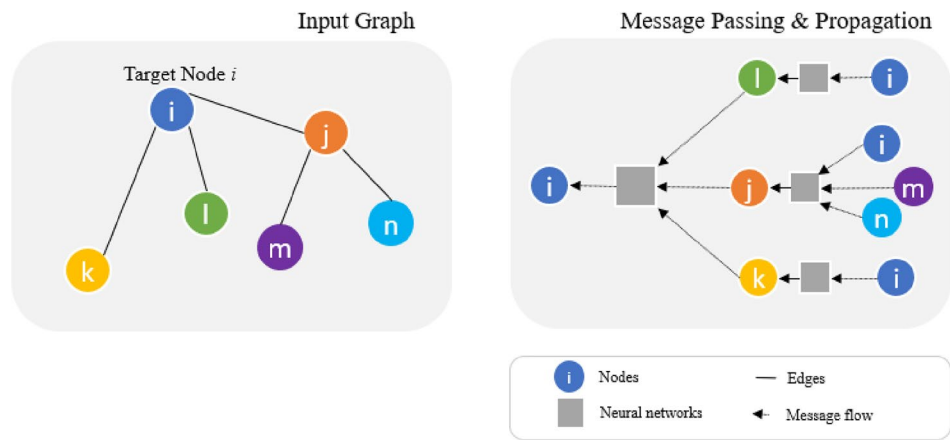 Input Graph
Target Node i
i
j
l
n
m
k
Message Passing & Propagation
l
i
i
i
j
m
n
k
i
i Nodes
Edges
Neural networks
Message flow